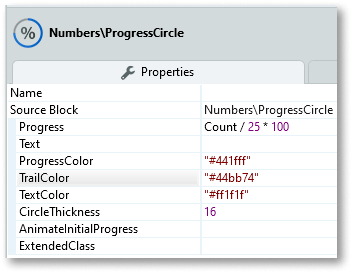 % Numbers\ProgressCircle
Properties
Name
Source Block Numbers\ProgressCircle
Progress Count / 25 * 100
Text
ProgressColor "#441fff"
TrailColor "#44bb74"
TextColor "#ff1f1f"
CircleThickness 16
AnimateInitialProgress
ExtendedClass